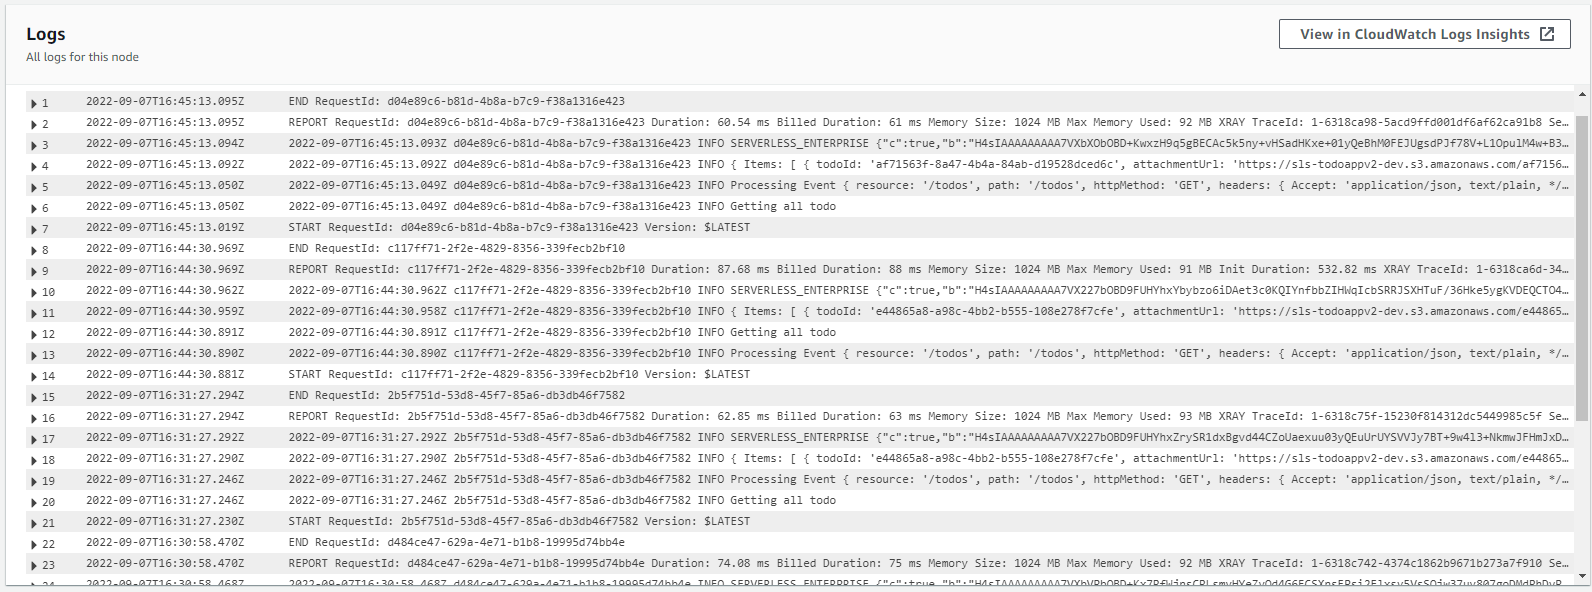 Logs
All logs for this node
View in CloudWatch Logs Insights
1 2022-09-07T16:45:13.095Z END RequestId: d04e89c6-b81d-4b8a-b7c9-f38a1316e423
2 2022-09-07T16:45:13.095Z REPORT RequestId: d04e89c6-b81d-4b8a-b7c9-f38a1316e423 Duration: 60.54 ms Billed Duration: 61 ms Memory Size: 1024 MB Max Memory Used: 92 MB XRAY TraceId: 1-6318ca98-5acd9ffd001df6af62ca91b8 Se…
3 2022-09-07T16:45:13.094Z 2022-09-07T16:45:13.093Z d04e89c6-b81d-4b8a-b7c9-f38a1316e423 INFO SERVERLESS_ENTERPRISE {"c":true,"b":"H4sIAAAAAAAAA7VXbXObOBD+KwxzH9q5gBECAc5k5ny+vHSadHKxe+01yQeBhM0FEJUgsdPJf78V+L1OpulM4w+B3…
4 2022-09-07T16:45:13.092Z 2022-09-07T16:45:13.092Z d04e89c6-b81d-4b8a-b7c9-f38a1316e423 INFO { Items: [ { todoId: 'af71563f-8a47-4b4a-84ab-d19528dced6c', attachmentUrl: 'https://sls-todoappv2-dev.s3.amazonaws.com/af7156…
5 2022-09-07T16:45:13.050Z 2022-09-07T16:45:13.049Z d04e89c6-b81d-4b8a-b7c9-f38a1316e423 INFO Processing Event { resource: '/todos', path: '/todos', httpMethod: 'GET', headers: { Accept: 'application/json, text/plain, */…
6 2022-09-07T16:45:13.050Z 2022-09-07T16:45:13.049Z d04e89c6-b81d-4b8a-b7c9-f38a1316e423 INFO Getting all todo
7 2022-09-07T16:45:13.019Z START RequestId: d04e89c6-b81d-4b8a-b7c9-f38a1316e423 Version: $LATEST
8 2022-09-07T16:44:30.969Z END RequestId: c117ff71-2f2e-4829-8356-339fecb2bf10
9 2022-09-07T16:44:30.969Z REPORT RequestId: c117ff71-2f2e-4829-8356-339fecb2bf10 Duration: 87.68 ms Billed Duration: 88 ms Memory Size: 1024 MB Max Memory Used: 91 MB Init Duration: 532.82 ms XRAY TraceId: 1-6318ca6d-34…
10 2022-09-07T16:44:30.962Z 2022-09-07T16:44:30.962Z c117ff71-2f2e-4829-8356-339fecb2bf10 INFO SERVERLESS_ENTERPRISE {"c":true,"b":"H4sIAAAAAAAAA7VX227bOBD9FUHYhxYbybzo6iDAet3c0KQIYnfbbZIHWqIcbSRRJSXHTuF/36Hke5ygKVDEQCTO4…
11 2022-09-07T16:44:30.959Z 2022-09-07T16:44:30.958Z c117ff71-2f2e-4829-8356-339fecb2bf10 INFO { Items: [ { todoId: 'e44865a8-a98c-4bb2-b555-108e278f7cfe', attachmentUrl: 'https://sls-todoappv2-dev.s3.amazonaws.com/e44865…
12 2022-09-07T16:44:30.891Z 2022-09-07T16:44:30.891Z c117ff71-2f2e-4829-8356-339fecb2bf10 INFO Getting all todo
13 2022-09-07T16:44:30.890Z 2022-09-07T16:44:30.890Z c117ff71-2f2e-4829-8356-339fecb2bf10 INFO Processing Event { resource: '/todos', path: '/todos', httpMethod: 'GET', headers: { Accept: 'application/json, text/plain, */…
14 2022-09-07T16:44:30.881Z START RequestId: c117ff71-2f2e-4829-8356-339fecb2bf10 Version: $LATEST
15 2022-09-07T16:31:27.294Z END RequestId: 2b5f751d-53d8-45f7-85a6-db3db46f7582
16 2022-09-07T16:31:27.294Z REPORT RequestId: 2b5f751d-53d8-45f7-85a6-db3db46f7582 Duration: 62.85 ms Billed Duration: 63 ms Memory Size: 1024 MB Max Memory Used: 93 MB XRAY TraceId: 1-6318c75f-15230f814312dc5449985c5f Se…
17 2022-09-07T16:31:27.292Z 2022-09-07T16:31:27.292Z 2b5f751d-53d8-45f7-85a6-db3db46f7582 INFO SERVERLESS_ENTERPRISE {"c":true,"b":"H4sIAAAAAAAAA7VX227bOBD9FUHYhxZrySR1dxBgvd44CZoUaexuu03yQEuUrUYSVVJy7BT+9w4l3+NkmwJFHmJxD…
18 2022-09-07T16:31:27.290Z 2022-09-07T16:31:27.290Z 2b5f751d-53d8-45f7-85a6-db3db46f7582 INFO { Items: [ { todoId: 'e44865a8-a98c-4bb2-b555-108e278f7cfe', attachmentUrl: 'https://sls-todoappv2-dev.s3.amazonaws.com/e44865…
19 2022-09-07T16:31:27.246Z 2022-09-07T16:31:27.246Z 2b5f751d-53d8-45f7-85a6-db3db46f7582 INFO Processing Event { resource: '/todos', path: '/todos', httpMethod: 'GET', headers: { Accept: 'application/json, text/plain, */…
20 2022-09-07T16:31:27.246Z 2022-09-07T16:31:27.246Z 2b5f751d-53d8-45f7-85a6-db3db46f7582 INFO Getting all todo
21 2022-09-07T16:31:27.230Z START RequestId: 2b5f751d-53d8-45f7-85a6-db3db46f7582 Version: $LATEST
22 2022-09-07T16:30:58.470Z END RequestId: d484ce47-629a-4e71-b1b8-19995d74bb4e
23 2022-09-07T16:30:58.470Z REPORT RequestId: d484ce47-629a-4e71-b1b8-19995d74bb4e Duration: 74.08 ms Billed Duration: 75 ms Memory Size: 1024 MB Max Memory Used: 92 MB XRAY TraceId: 1-6318c742-4374c1862b9671b273a7f910 Se…
24 2022-09-07T16:30:58.468Z 2022-09-07T16:30:58.468Z d484ce47-629a-4e71-b1b8-19995d74bb4e INFO SERVERLESS_ENTERPRISE